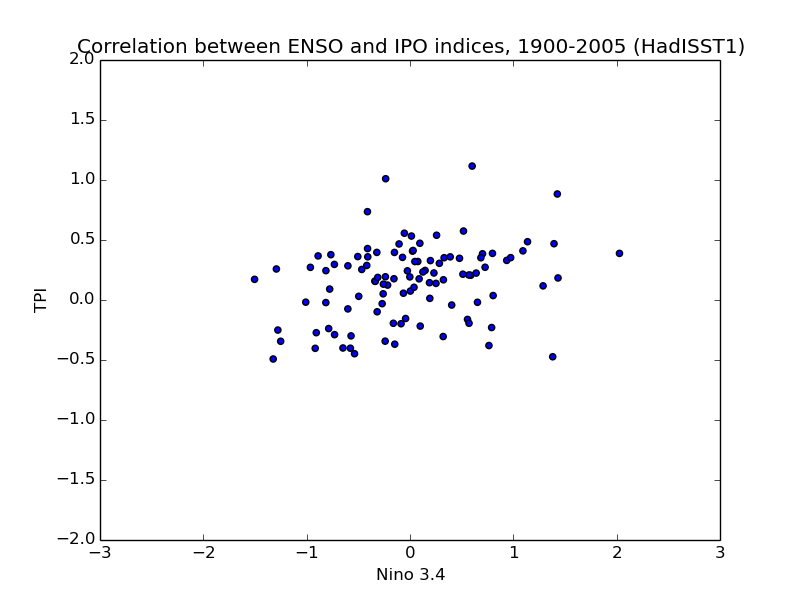 Correlation between ENSO and IPO indices, 1900-2005 (HadISST1)
2.0
1.5
1.0
0.5
0.0
−0.5
−1.0
−1.5
−2.0
TPI
−3 −2 −1 0 1 2 3
Nino 3.4